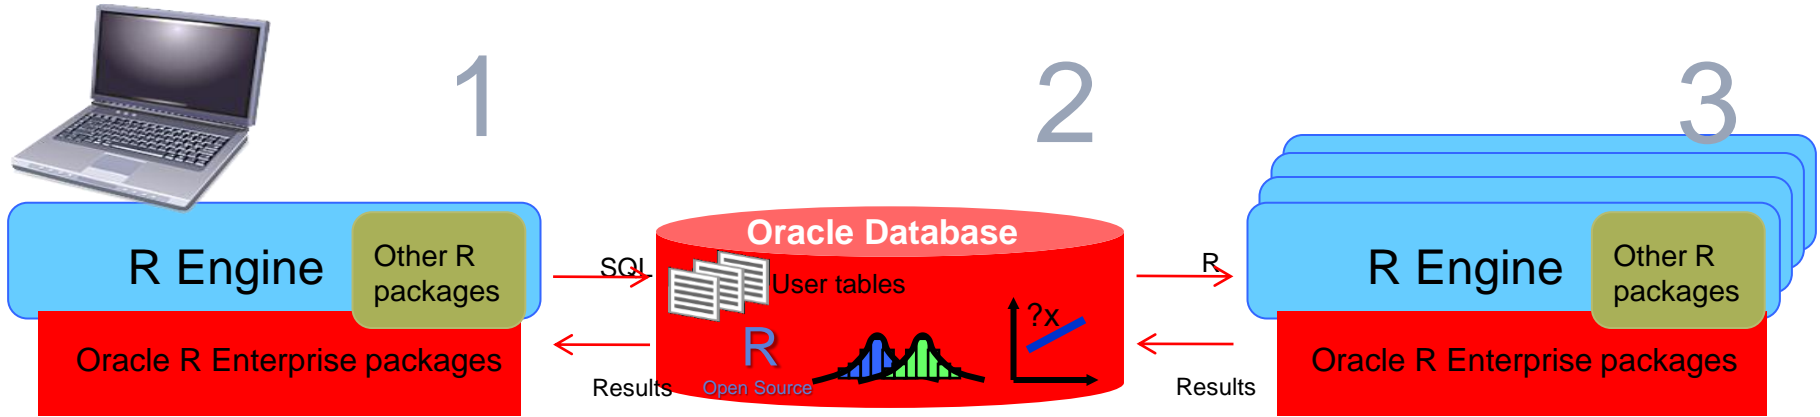 1
2
3
R Engine
Other R
packages
Oracle R Enterprise packages
SQL
Results
Oracle Database
User tables
R
Open Source
?x
R
Results
R Engine
Other R
packages
Oracle R Enterprise packages